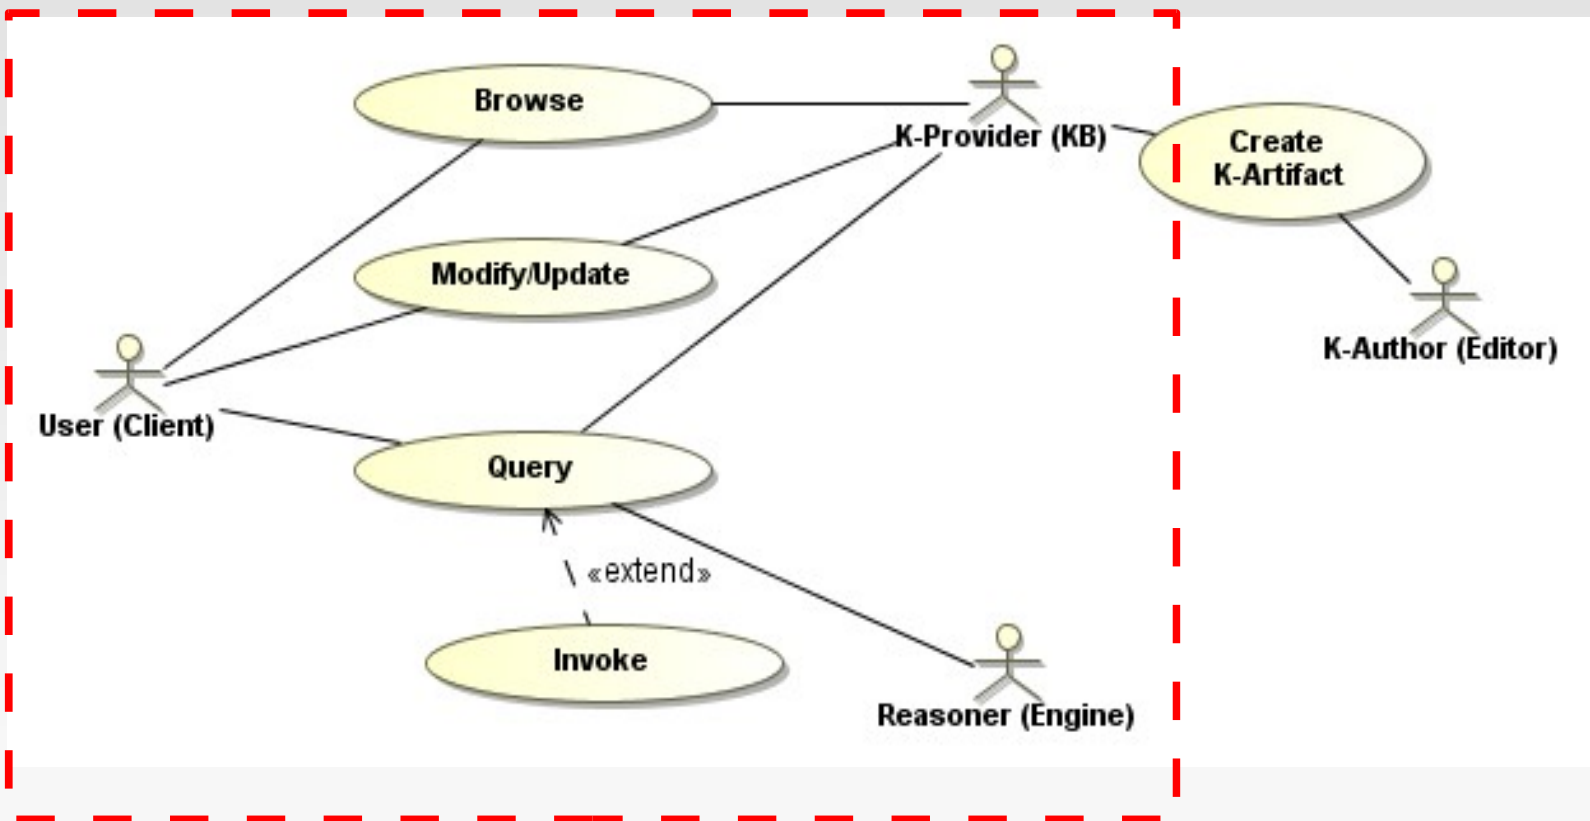 Browse
K-Provider (KB)
Create
K-Artifact
Modify/Update
K-Author (Editor)
User (Client)
Query
«extend»
Invoke
Reasoner (Engine)